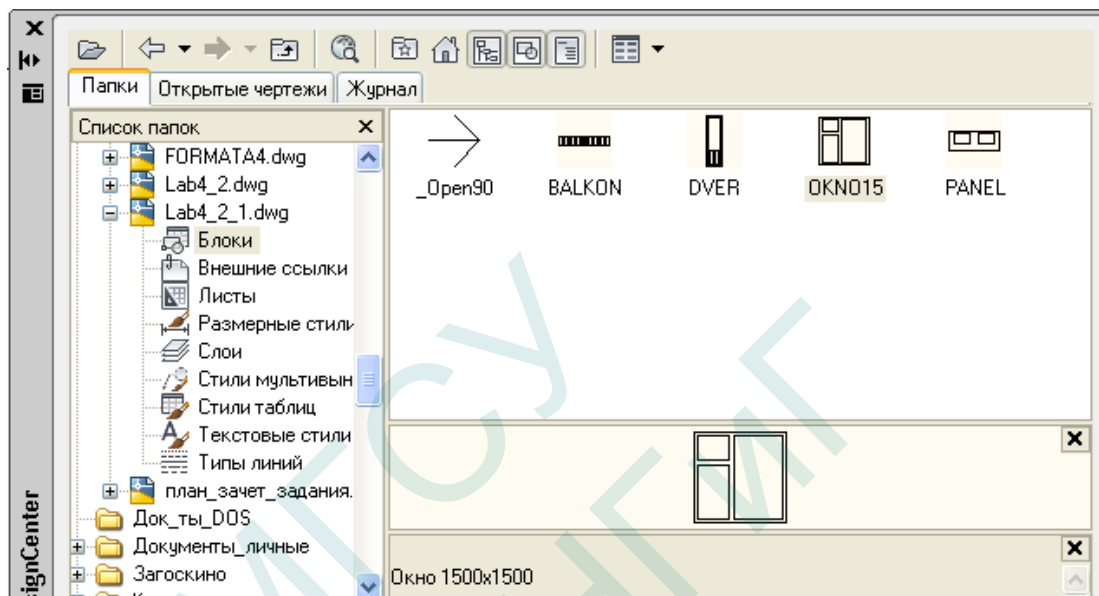 Папки Открытые чертежи Журнал
Список папок
FORMATA4.dwg
Lab4_2.dwg
Lab4_2_1.dwg
Блоки
Внешние ссылки
Листы
Размерные стили
Слои
Стили мультивын
Стили таблиц
Текстовые стили
Типы линий
план_зачет_задания.
Док_ты_DOS
Документы_личные
Загоскино
_Open90 BALKON DVER OKNO15 PANEL
Окно 1500x1500
signCenter
МГСУ
НГиГ